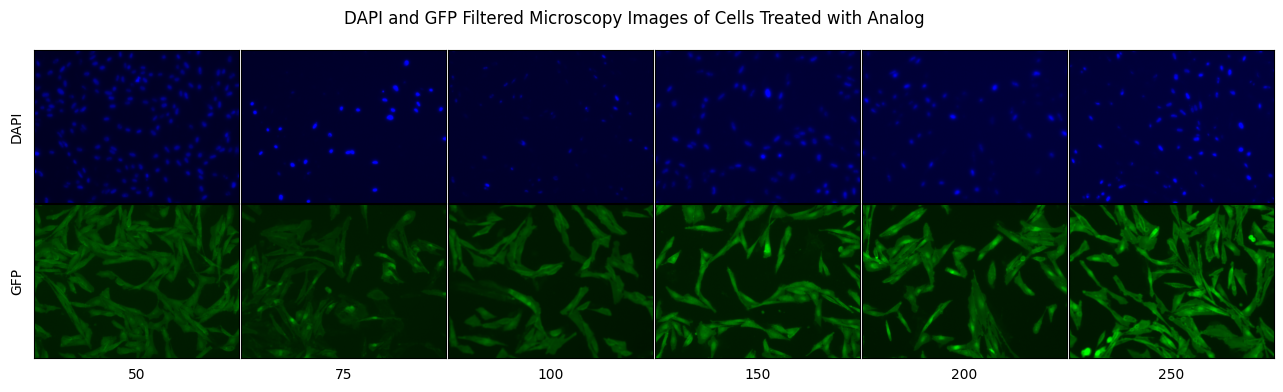 DAPI and GFP Filtered Microscopy Images of Cells Treated with Analog
DAPI
GFP
50 75 100 150 200 250